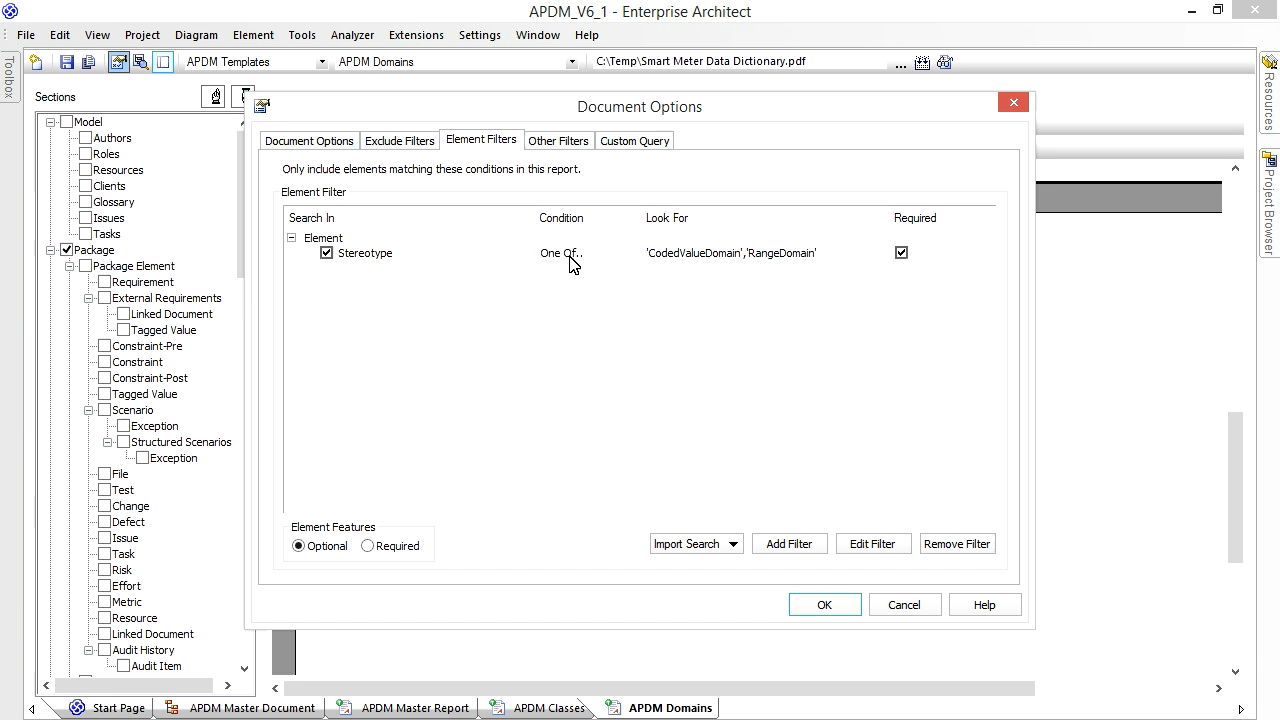 APDM_V6_1 - Enterprise Architect
File Edit View Project Diagram Element Tools Analyzer Extensions Settings Window Help
Toolbox
APDM Templates APDM Domains C:\Temp\Smart Meter Data Dictionary.pdf ...
Resources
Project Browser
Sections
Model
Authors
Roles
Resources
Clients
Glossary
Issues
Tasks
Package
Package Element
Requirement
External Requirements
Linked Document
Tagged Value
Constraint-Pre
Constraint
Constraint-Post
Tagged Value
Scenario
Exception
Structured Scenarios
Exception
File
Test
Change
Defect
Issue
Task
Risk
Effort
Metric
Resource
Linked Document
Audit History
Audit Item
Document Options
Document Options Exclude Filters Element Filters Other Filters Custom Query
Only include elements matching these conditions in this report.
Element Filter
Search In Condition Look For Required
Element
Stereotype One Of.. 'CodedValueDomain','RangeDomain'
Element Features
Optional Required
Import Search Add Filter Edit Filter Remove Filter
OK Cancel Help
Start Page APDM Master Document APDM Master Report APDM Classes APDM Domains